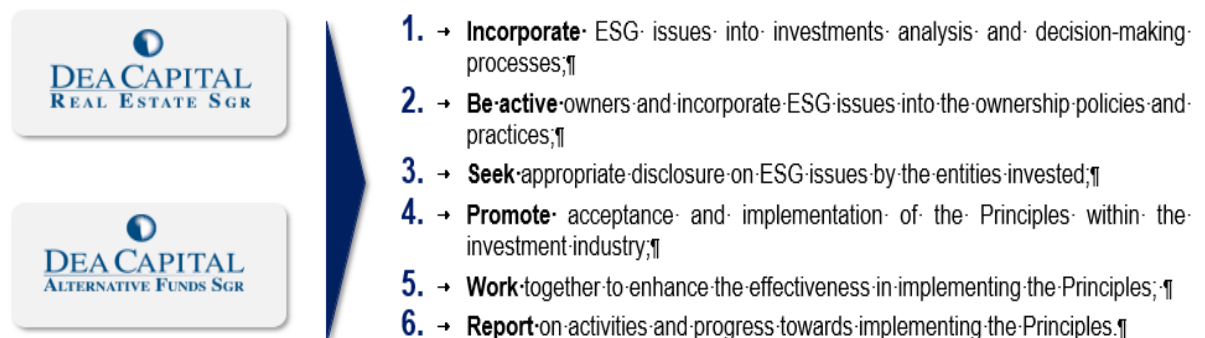 DEA CAPITAL
REAL ESTATE SGR
DEA CAPITAL
ALTERNATIVE FUNDS SGR
1. → Incorporate· ESG· issues· into· investments· analysis· and· decision-making·
processes;¶
2. → Be·active·owners·and·incorporate·ESG·issues·into·the·ownership·policies·and·
practices;¶
3. → Seek·appropriate·disclosure·on·ESG·issues·by·the·entities·invested;¶
4. → Promote· acceptance· and· implementation· of· the· Principles· within· the·
investment·industry;¶
5. → Work·together·to·enhance·the·effectiveness·in·implementing·the·Principles;·¶
6. → Report·on·activities·and·progress·towards·implementing·the·Principles.¶